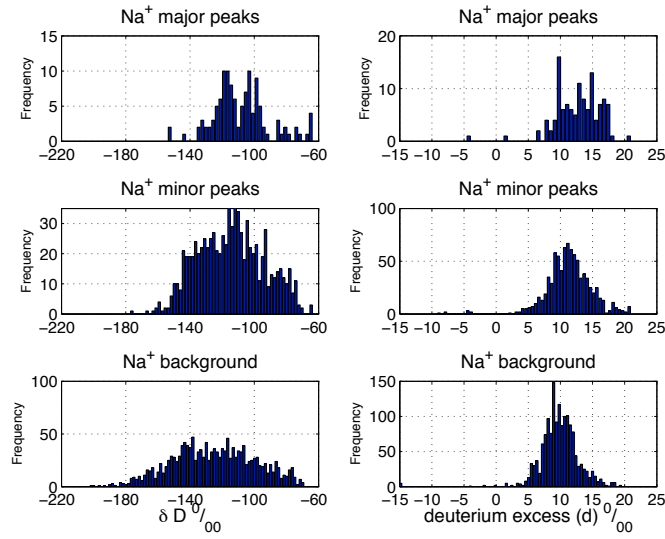 Na+ major peaks
Na+ major peaks
15
10
5
0
Frequency
−220 −180 −140 −100 −60
20
10
0
Frequency
−15 −10 −5 0 5 10 15 20 25
Na+ minor peaks
Na+ minor peaks
30
20
10
0
Frequency
−220 −180 −140 −100 −60
100
50
0
Frequency
−15 −10 −5 0 5 10 15 20 25
Na+ background
Na+ background
100
50
0
Frequency
−220 −180 −140 −100 −60
δ D 0/00
150
100
50
0
Frequency
−15 −10 −5 0 5 10 15 20 25
deuterium excess (d) 0/00